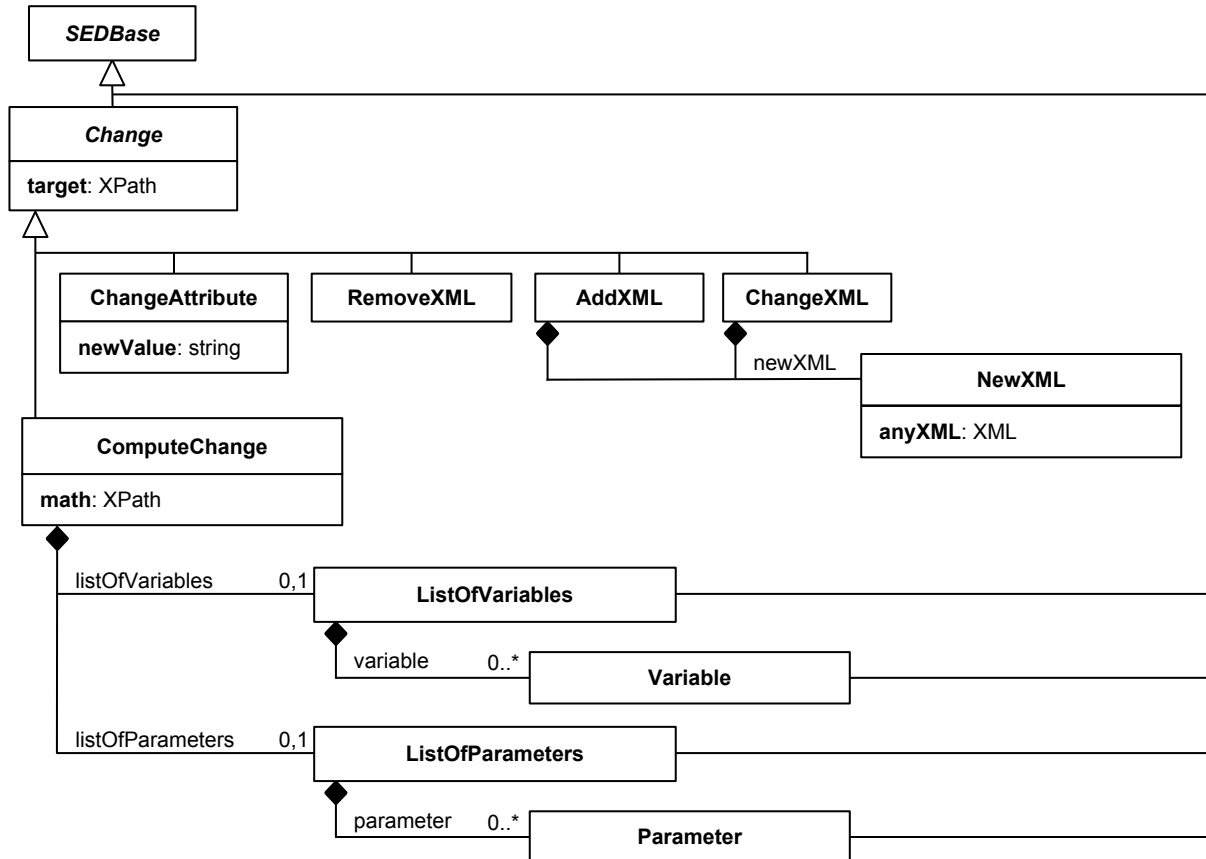 SEDBase
Change
target: XPath
ChangeAttribute
RemoveXML
AddXML
ChangeXML
newValue: string
newXML
NewXML
anyXML: XML
ComputeChange
math: XPath
listOfVariables 0,1
ListOfVariables
variable 0..*
Variable
listOfParameters 0,1
ListOfParameters
parameter 0..*
Parameter